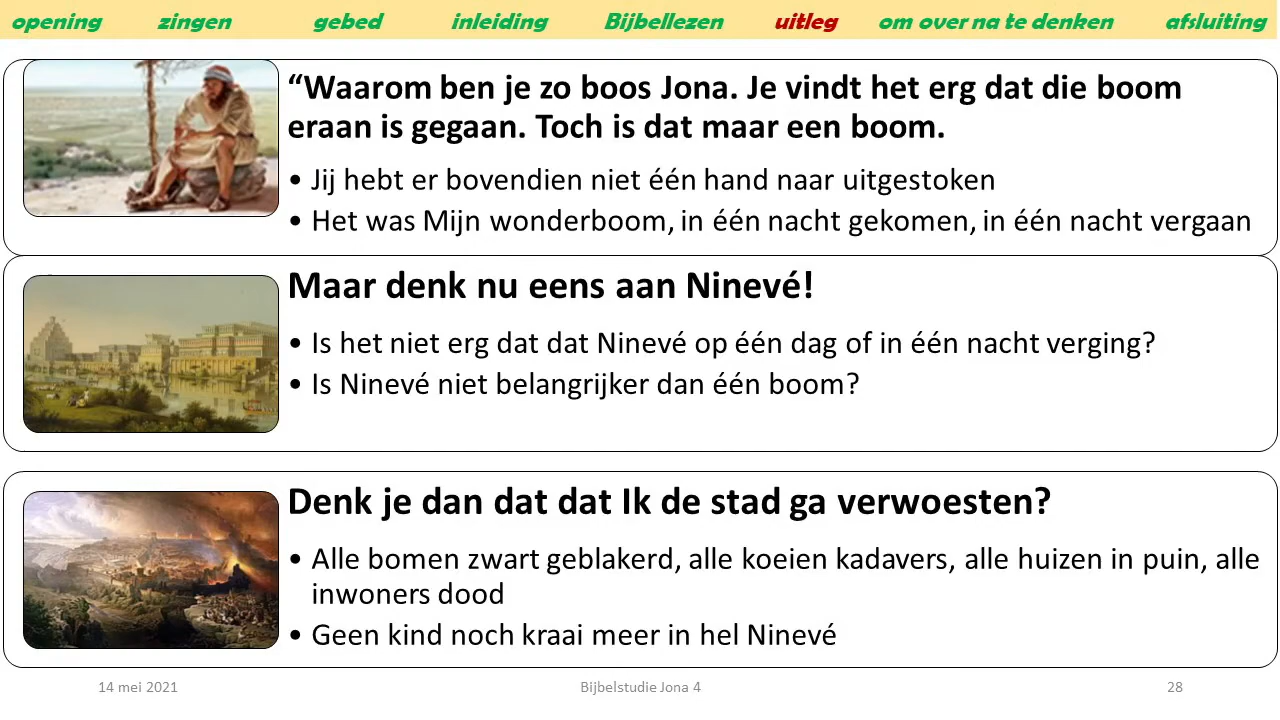 opening zingen gebed inleiding Bijbellezen uitleg om over na te denken afsluiting
“Waarom ben je zo boos Jona. Je vindt het erg dat die boom
eraan is gegaan. Toch is dat maar een boom.
• Jij hebt er bovendien niet één hand naar uitgestoken
• Het was Mijn wonderboom, in één nacht gekomen, in één nacht vergaan
Maar denk nu eens aan Ninevé!
• Is het niet erg dat dat Ninevé op één dag of in één nacht verging?
• Is Ninevé niet belangrijker dan één boom?
Denk je dan dat dat Ik de stad ga verwoesten?
• Alle bomen zwart geblakerd, alle koeien kadavers, alle huizen in puin, alle
inwoners dood
• Geen kind noch kraai meer in hel Ninevé
14 mei 2021 Bijbelstudie Jona 4 28